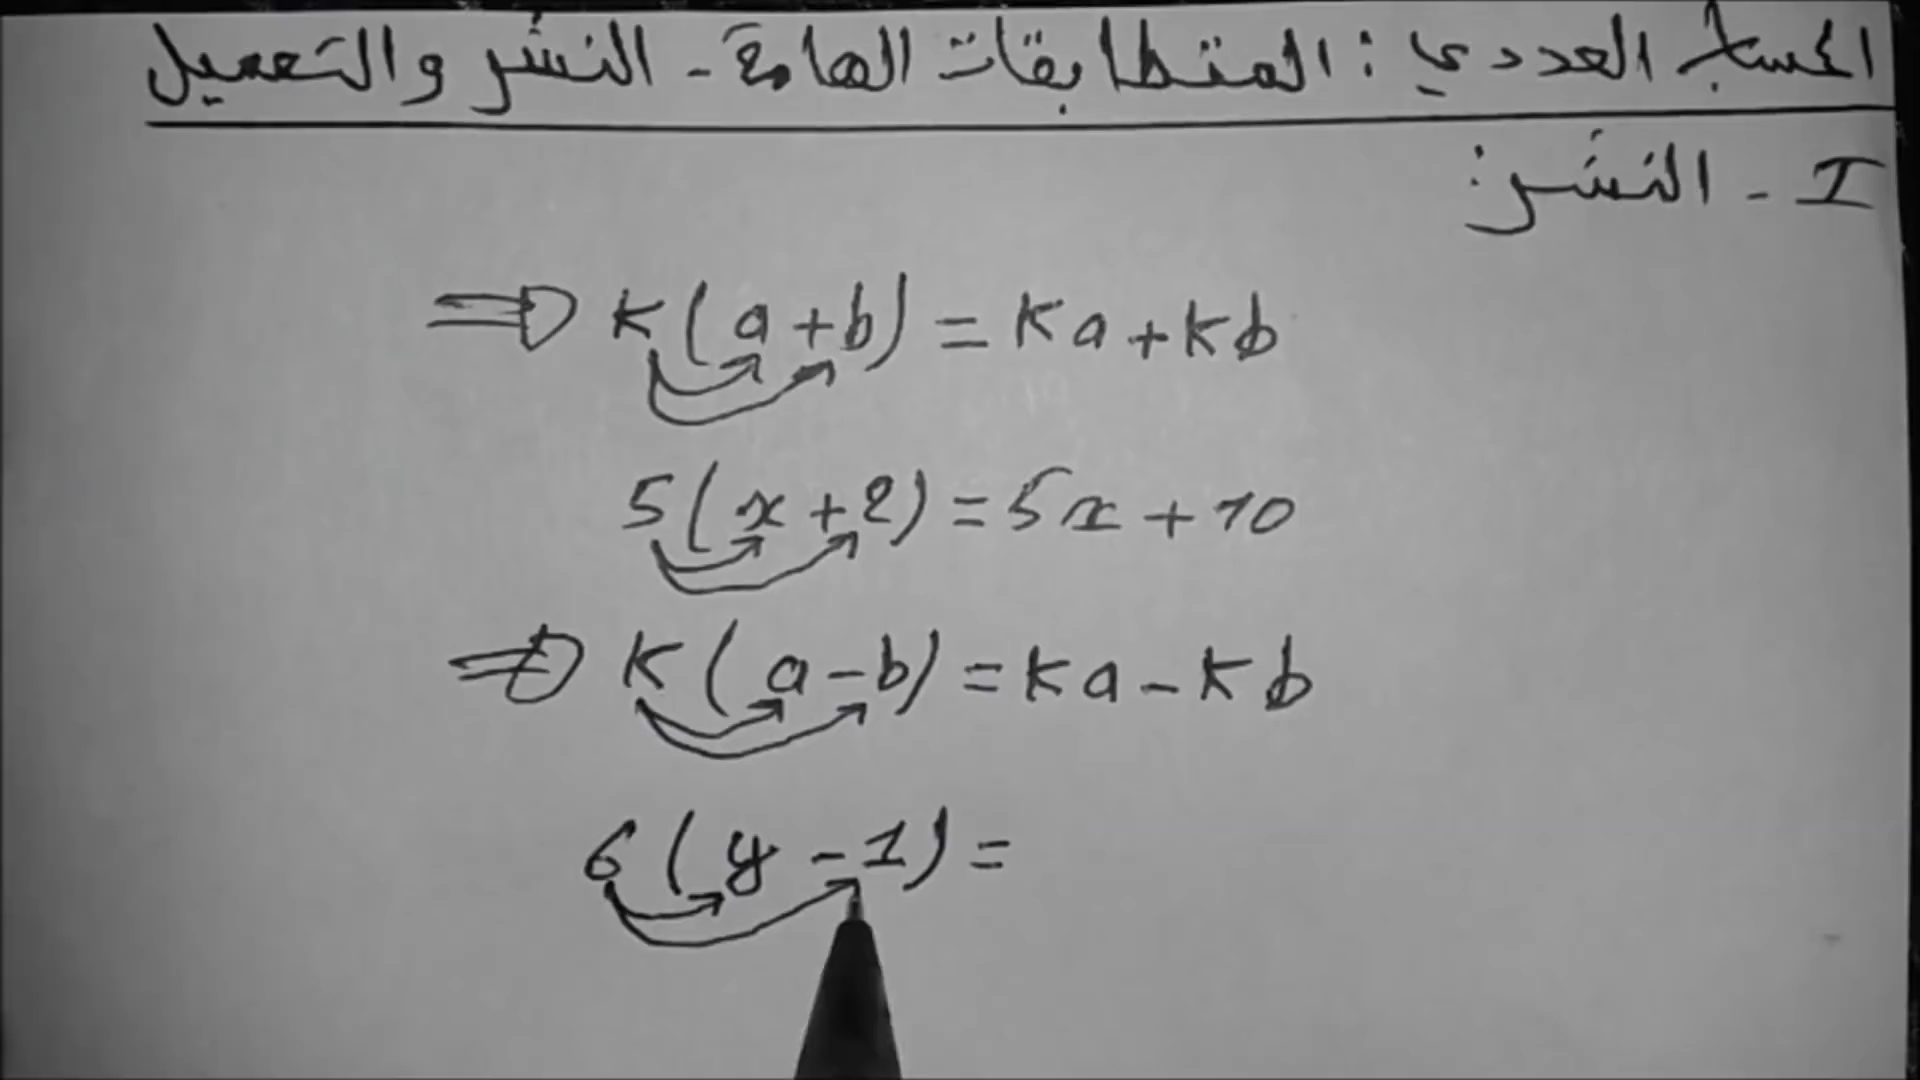 الحساب العددي : المتطابقات الهامة - النشر والتعميل
I - النشر :
k(a+b) = ka+kb
5(x+2) = 5x+10
k(a-b) = ka-kb
6(y-1) =